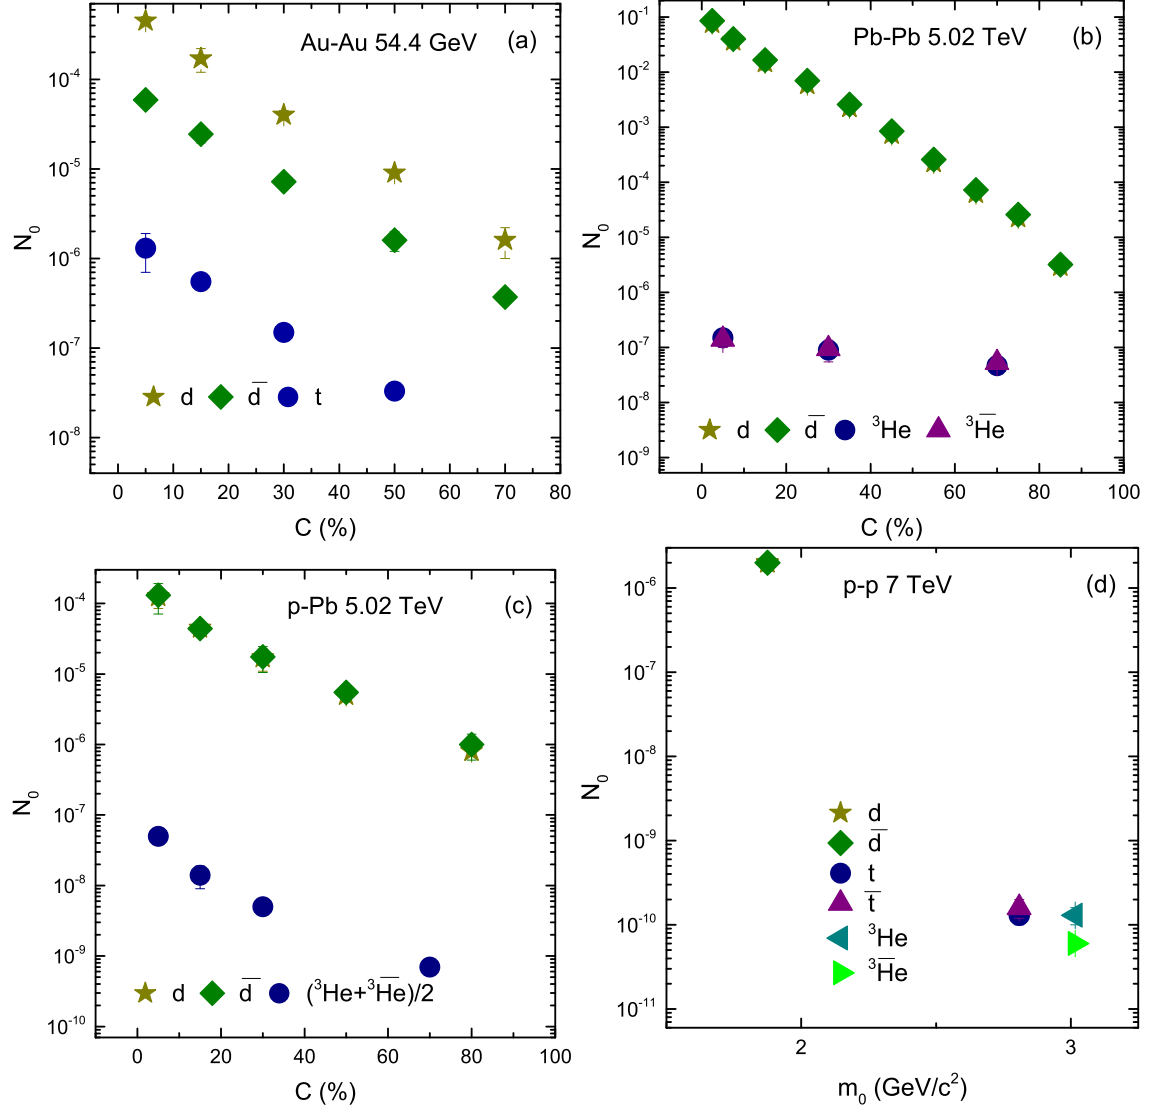 Au-Au 54.4 GeV (a)
10⁻⁴
10⁻⁵
10⁻⁶
10⁻⁷
10⁻⁸
N₀
d d̅ t
0 10 20 30 40 50 60 70 80
C (%)
Pb-Pb 5.02 TeV (b)
10⁻¹
10⁻²
10⁻³
10⁻⁴
10⁻⁵
10⁻⁶
10⁻⁷
10⁻⁸
10⁻⁹
N₀
d d̅ ³He ³H̅e̅
0 20 40 60 80 100
C (%)
p-Pb 5.02 TeV (c)
10⁻⁴
10⁻⁵
10⁻⁶
10⁻⁷
10⁻⁸
10⁻⁹
10⁻¹⁰
N₀
d d̅ (³He+³H̅e̅)/2
0 20 40 60 80 100
C (%)
p-p 7 TeV (d)
10⁻⁶
10⁻⁷
10⁻⁸
10⁻⁹
10⁻¹⁰
10⁻¹¹
N₀
d
d̅
t
t̅
³He
³H̅e̅
2 3
m₀ (GeV/c²)